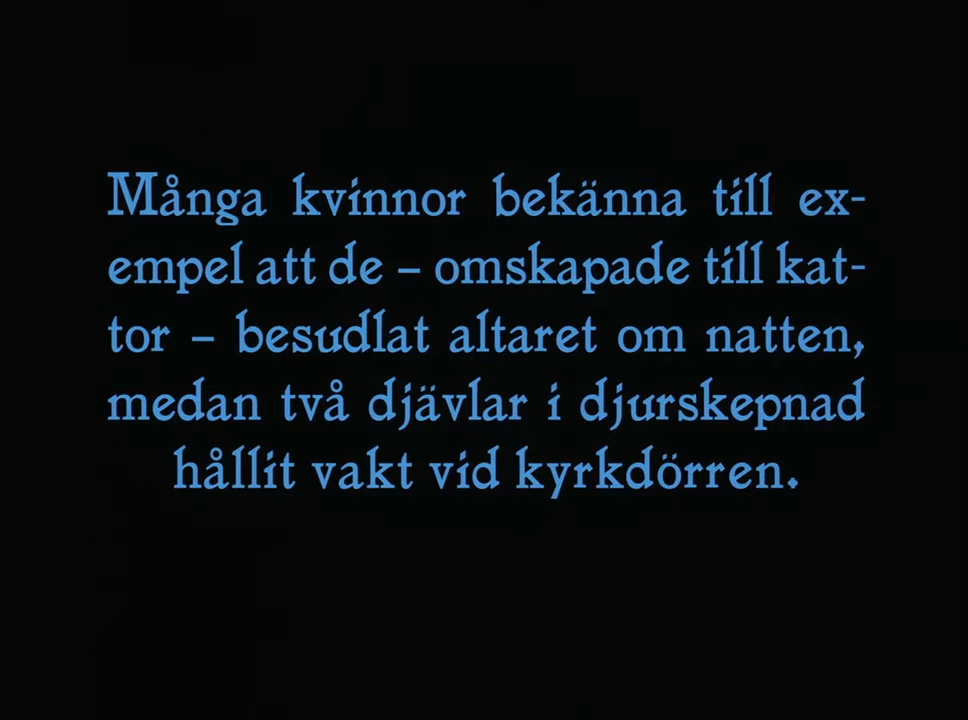 Många kvinnor bekänna till ex-
empel att de – omskapade till kat-
tor – besudlat altaret om natten,
medan två djävlar i djurskepnad
hållit vakt vid kyrkdörren.